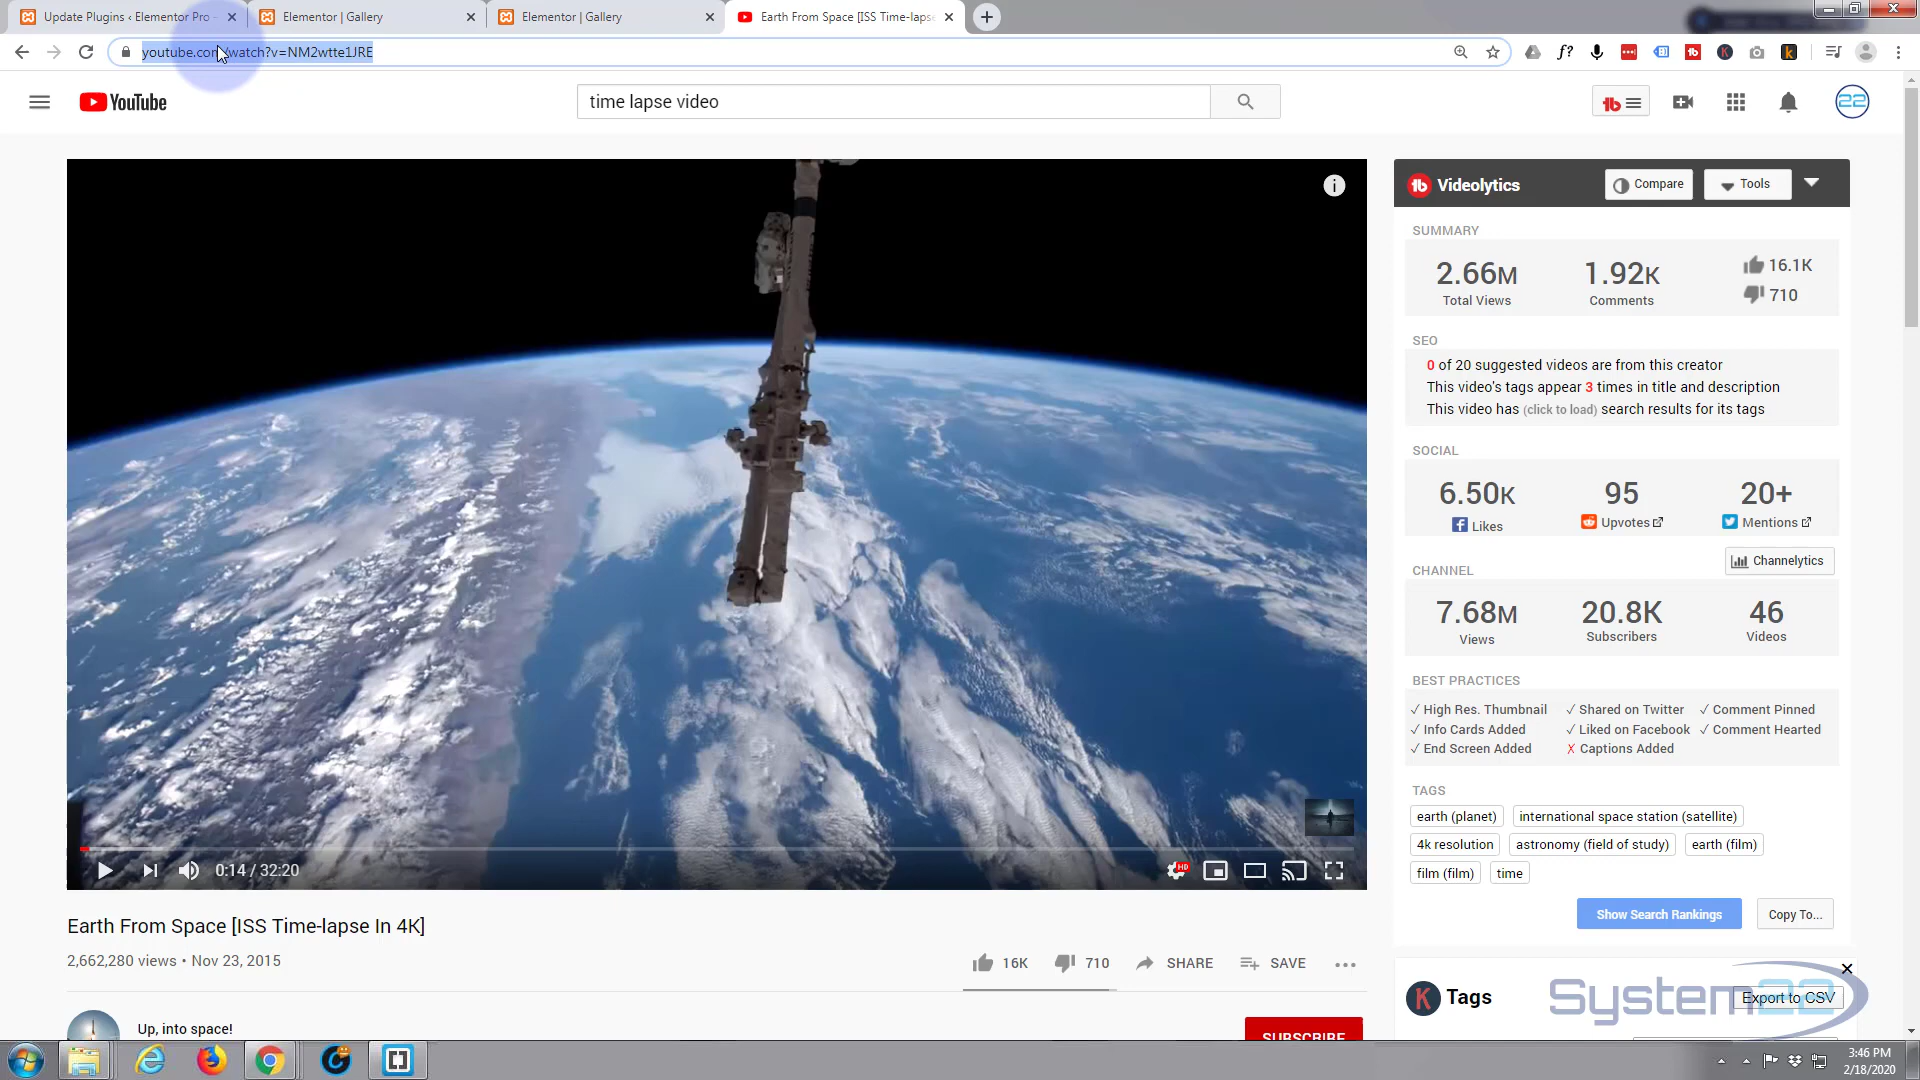 Update Plugins ‹ Elementor Pro -
Elementor | Gallery
Elementor | Gallery
Earth From Space [ISS Time-lapse
youtube.com/watch?v=NM2wtte1JRE
YouTube
time lapse video
22
Videolytics
Compare
Tools
SUMMARY
2.66M
1.92K
16.1K
Total Views
Comments
710
SEO
0 of 20 suggested videos are from this creator
This video's tags appear 3 times in title and description
This video has (click to load) search results for its tags
SOCIAL
6.50K
95
20+
Likes
Upvotes
Mentions
CHANNEL
Channelytics
7.68M
20.8K
46
Views
Subscribers
Videos
BEST PRACTICES
✓ High Res. Thumbnail
✓ Shared on Twitter
✓ Comment Pinned
✓ Info Cards Added
✓ Liked on Facebook
✓ Comment Hearted
✓ End Screen Added
X Captions Added
TAGS
earth (planet)
international space station (satellite)
4k resolution
astronomy (field of study)
earth (film)
film (film)
time
Show Search Rankings
Copy To...
0:14 / 32:20
HD
Earth From Space [ISS Time-lapse In 4K]
2,662,280 views • Nov 23, 2015
16K
710
SHARE
SAVE
Up, into space!
SUBSCRIBE
K Tags
Export to CSV
System22
3:46 PM
2/18/2020